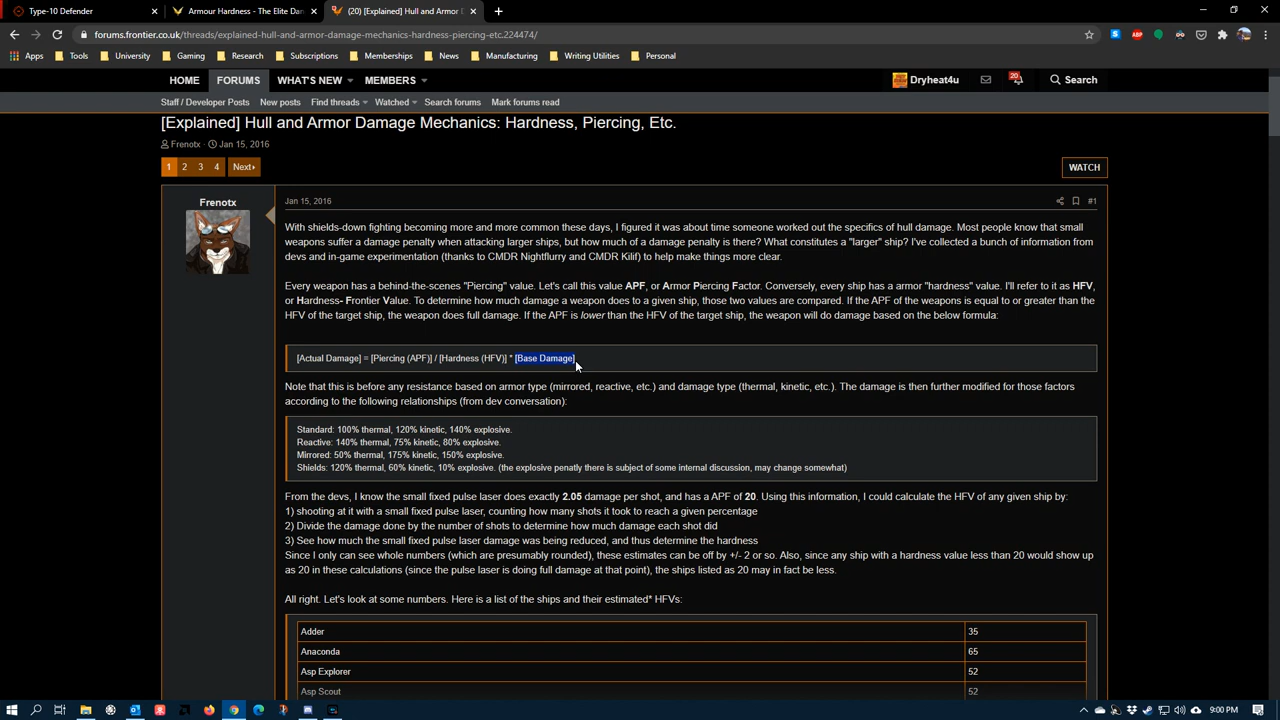 Type-10 Defender
Armour Hardness - The Elite Dan
(20) [Explained] Hull and Armor D
forums.frontier.co.uk/threads/explained-hull-and-armor-damage-mechanics-hardness-piercing-etc.224474/
Apps Tools University Gaming Research Subscriptions Memberships News Manufacturing Writing Utilities Personal
HOME FORUMS WHAT'S NEW MEMBERS Dryheat4u 20 Search
Staff / Developer Posts New posts Find threads Watched Search forums Mark forums read
[Explained] Hull and Armor Damage Mechanics: Hardness, Piercing, Etc.
Frenotx Jan 15, 2016
1 2 3 4 Next WATCH
Frenotx
Jan 15, 2016 #1
With shields-down fighting becoming more and more common these days, I figured it was about time someone worked out the specifics of hull damage. Most people know that small
weapons suffer a damage penalty when attacking larger ships, but how much of a damage penalty is there? What constitutes a "larger" ship? I've collected a bunch of information from
devs and in-game experimentation (thanks to CMDR Nightflurry and CMDR Kilif) to help make things more clear.
Every weapon has a behind-the-scenes "Piercing" value. Let's call this value APF, or Armor Piercing Factor. Conversely, every ship has a armor "hardness" value. I'll refer to it as HFV,
or Hardness- Frontier Value. To determine how much damage a weapon does to a given ship, those two values are compared. If the APF of the weapons is equal to or greater than the
HFV of the target ship, the weapon does full damage. If the APF is lower than the HFV of the target ship, the weapon will do damage based on the below formula:
[Actual Damage] = [Piercing (APF)] / [Hardness (HFV)] * [Base Damage]
Note that this is before any resistance based on armor type (mirrored, reactive, etc.) and damage type (thermal, kinetic, etc.). The damage is then further modified for those factors
according to the following relationships (from dev conversation):
Standard: 100% thermal, 120% kinetic, 140% explosive.
Reactive: 140% thermal, 75% kinetic, 80% explosive.
Mirrored: 50% thermal, 175% kinetic, 150% explosive.
Shields: 120% thermal, 60% kinetic, 10% explosive. (the explosive penatly there is subject of some internal discussion, may change somewhat)
From the devs, I know the small fixed pulse laser does exactly 2.05 damage per shot, and has a APF of 20. Using this information, I could calculate the HFV of any given ship by:
1) shooting at it with a small fixed pulse laser, counting how many shots it took to reach a given percentage
2) Divide the damage done by the number of shots to determine how much damage each shot did
3) See how much the small fixed pulse laser damage was being reduced, and thus determine the hardness
Since I only can see whole numbers (which are presumably rounded), these estimates can be off by +/- 2 or so. Also, since any ship with a hardness value less than 20 would show up
as 20 in these calculations (since the pulse laser is doing full damage at that point), the ships listed as 20 may in fact be less.
All right. Let's look at some numbers. Here is a list of the ships and their estimated* HFVs:
Adder 35
Anaconda 65
Asp Explorer 52
Asp Scout 52
9:00 PM